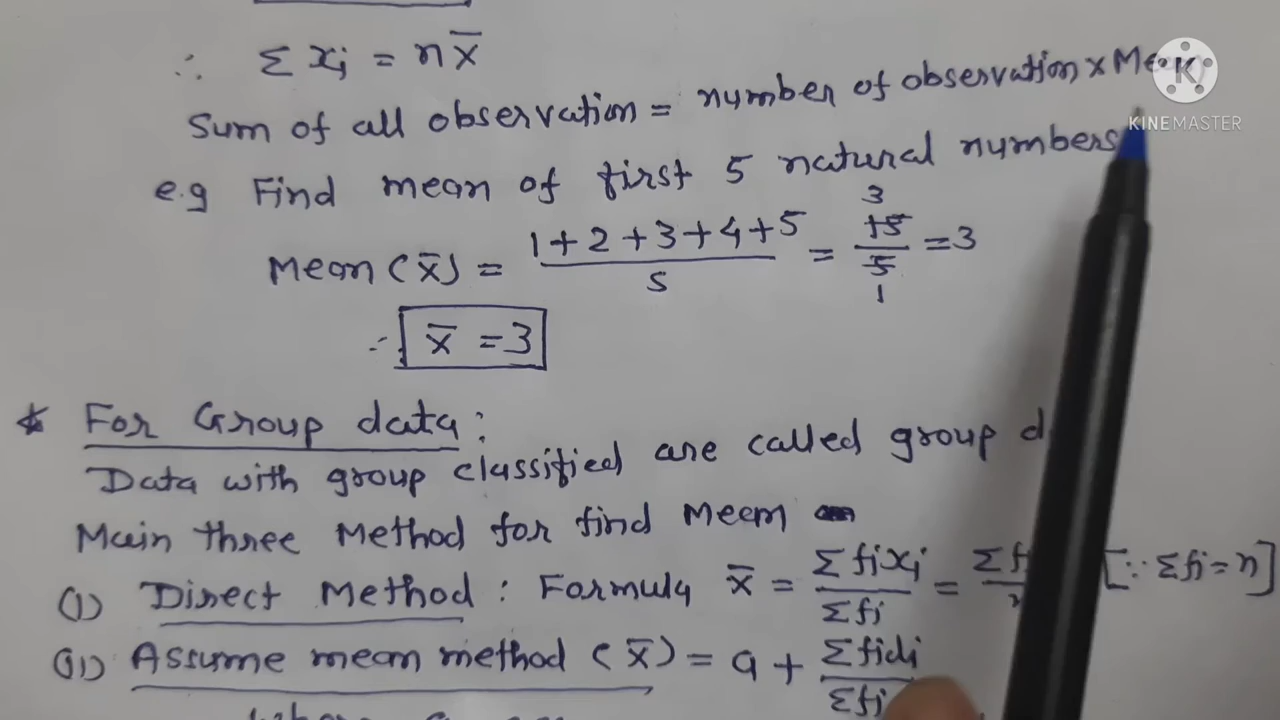 ∴ Σxi = nx̄
Sum of all observation = number of observation x
KINEMASTER
e.g Find mean of first 5 natural numbers
Mean (x̄) = 1+2+3+4+5 / 5 = 15 / 5 = 3
3
1
∴ x̄ = 3
* For Group data:
Data with group classified are called group
Main three Method for find Mean
(i) Direct Method : Formula x̄ = Σfixi / Σfi = [∵ Σfi = n]
(ii) Assume mean method (x̄) = a + Σfidi / Σfi